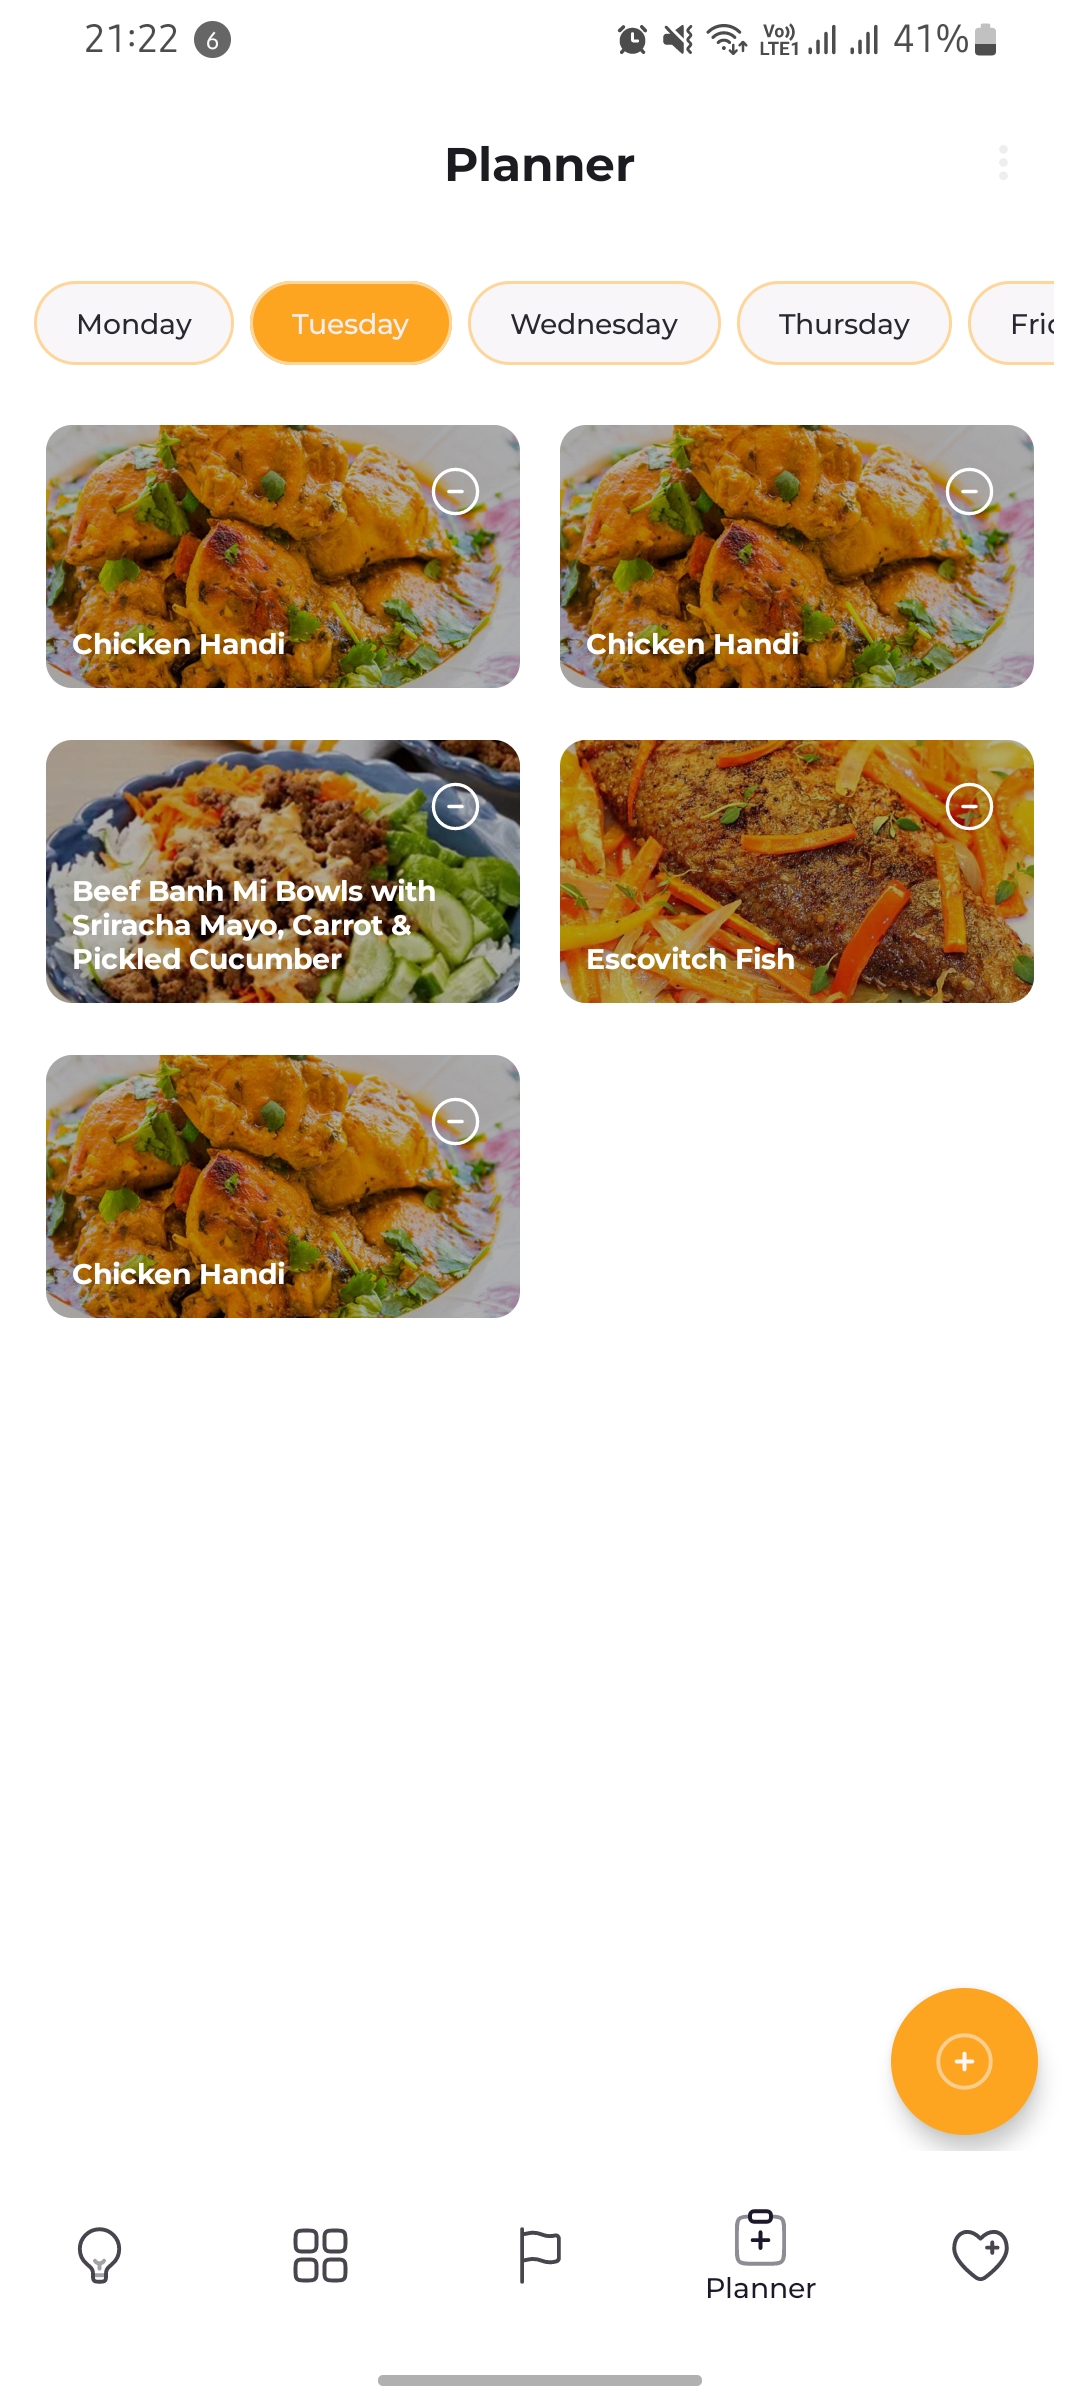 21:22 6 Vo)) LTE1 41%
Planner
Monday Tuesday Wednesday Thursday
Chicken Handi
Chicken Handi
Beef Banh Mi Bowls with
Sriracha Mayo, Carrot &
Pickled Cucumber
Escovitch Fish
Chicken Handi
Planner